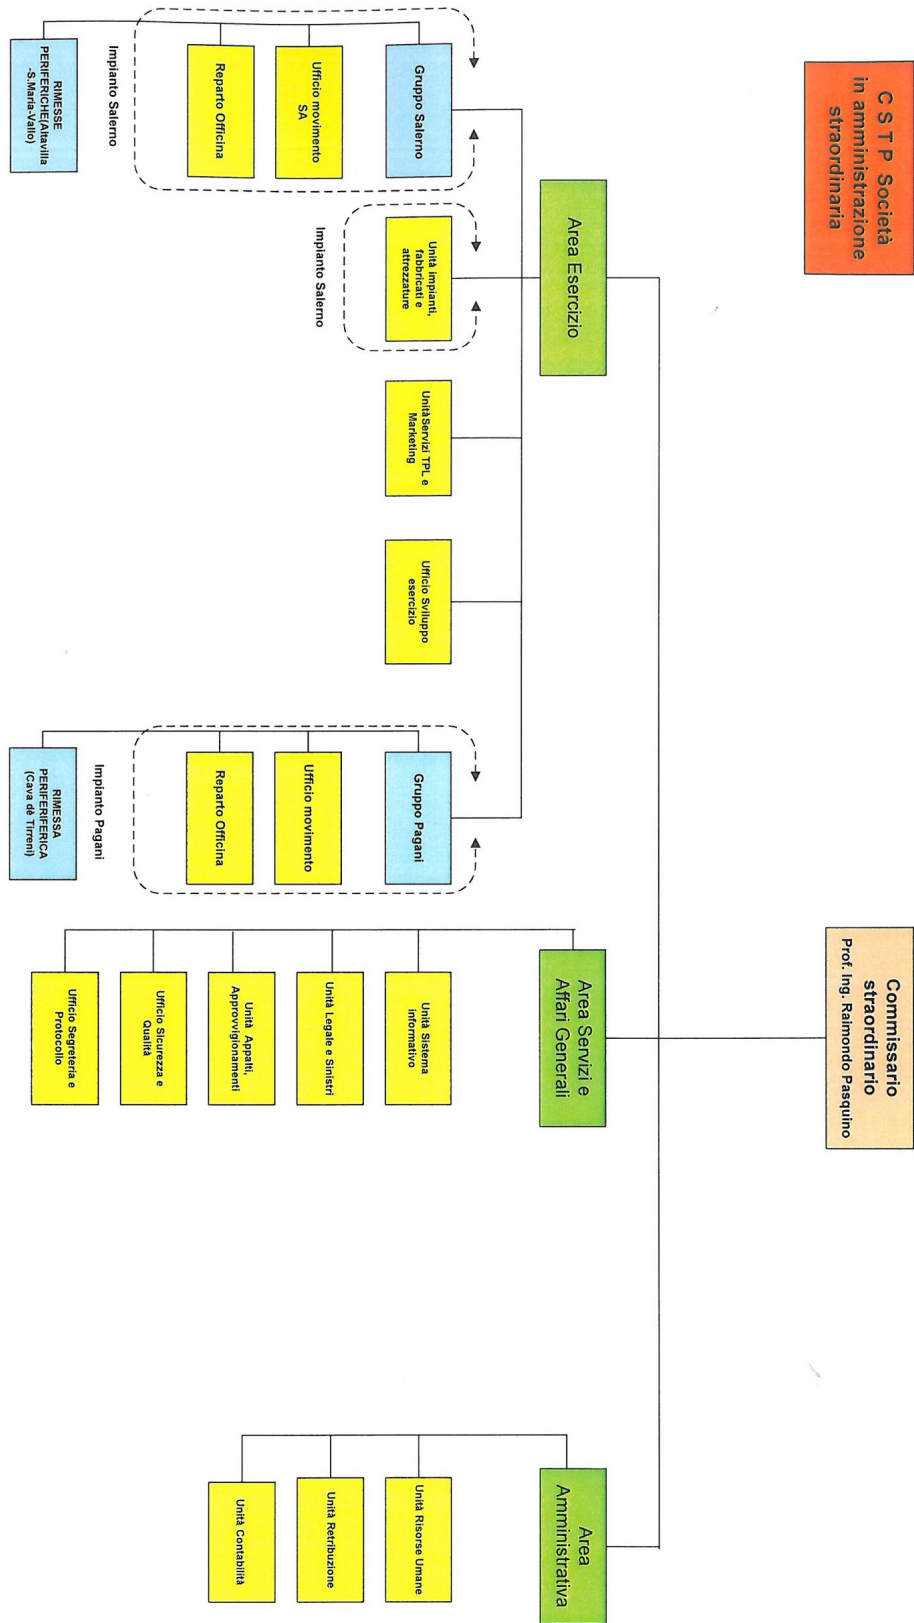 C S T P Società
in amministrazione
straordinaria
Commissario
straordinario
Prof. Ing. Raimondo Pasquino
Area Esercizio
Area Servizi e
Affari Generali
Area
Amministrativa
Gruppo Salerno
Ufficio movimento
SA
Reparto Officina
Impianto Salerno
RIMESSE
PERIFERICHE(Altavilla
-S.Maria-Vallo)
Unità impianti,
fabbricati e
attrezzature
Impianto Salerno
UnitàServizi TPL e
Marketing
Ufficio Sviluppo
esercizio
Gruppo Pagani
Ufficio movimento
Reparto Officina
Impianto Pagani
RIMESSA
PERIFERIFERICA
(Cava dè Tirreni)
Unità Sistema
informativo
Unità Legale e Sinistri
Unità Appalti,
Approvvigionamenti
Ufficio Sicurezza e
Qualità
Ufficio Segreteria e
Protocollo
Unità Risorse Umane
Unità Retribuzione
Unità Contabilità